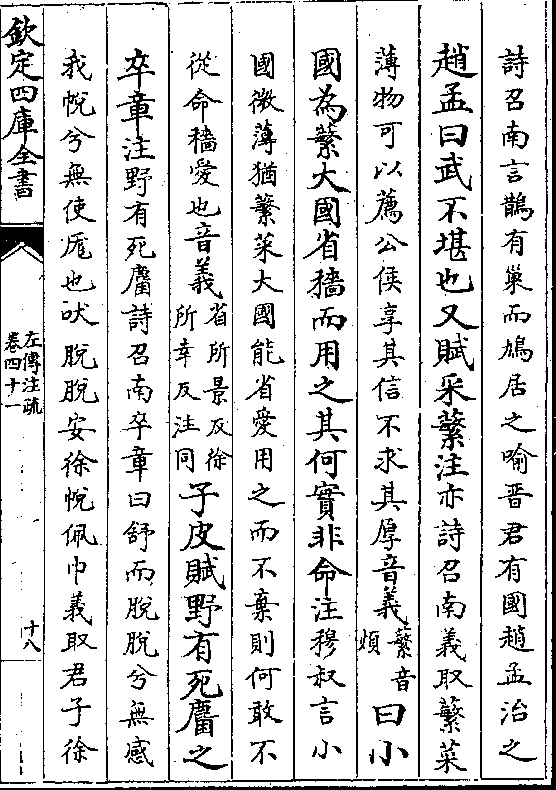 詩召南言鵲有巢而鳩居之喻晋君有國趙孟治之
趙孟曰武不堪也又賦采蘩注亦詩召南義取蘩菜
薄物可以薦公侯享其信不求其厚音義蘩音煩曰小
國為蘩大國省穡而用之其何實非命注穆叔言小
國微薄猶蘩菜大國能省愛用之而不棄則何敢不
從命穡愛也音義省所景反徐所幸反注同子皮賦野有死麕之
卒章注野有死麕詩召南卒章曰舒而脫脫兮無感
我帨兮無使尨也吠脫脫安徐帨佩巾義取君子徐
欽定四庫全書
左傳注疏
卷四十一
十八